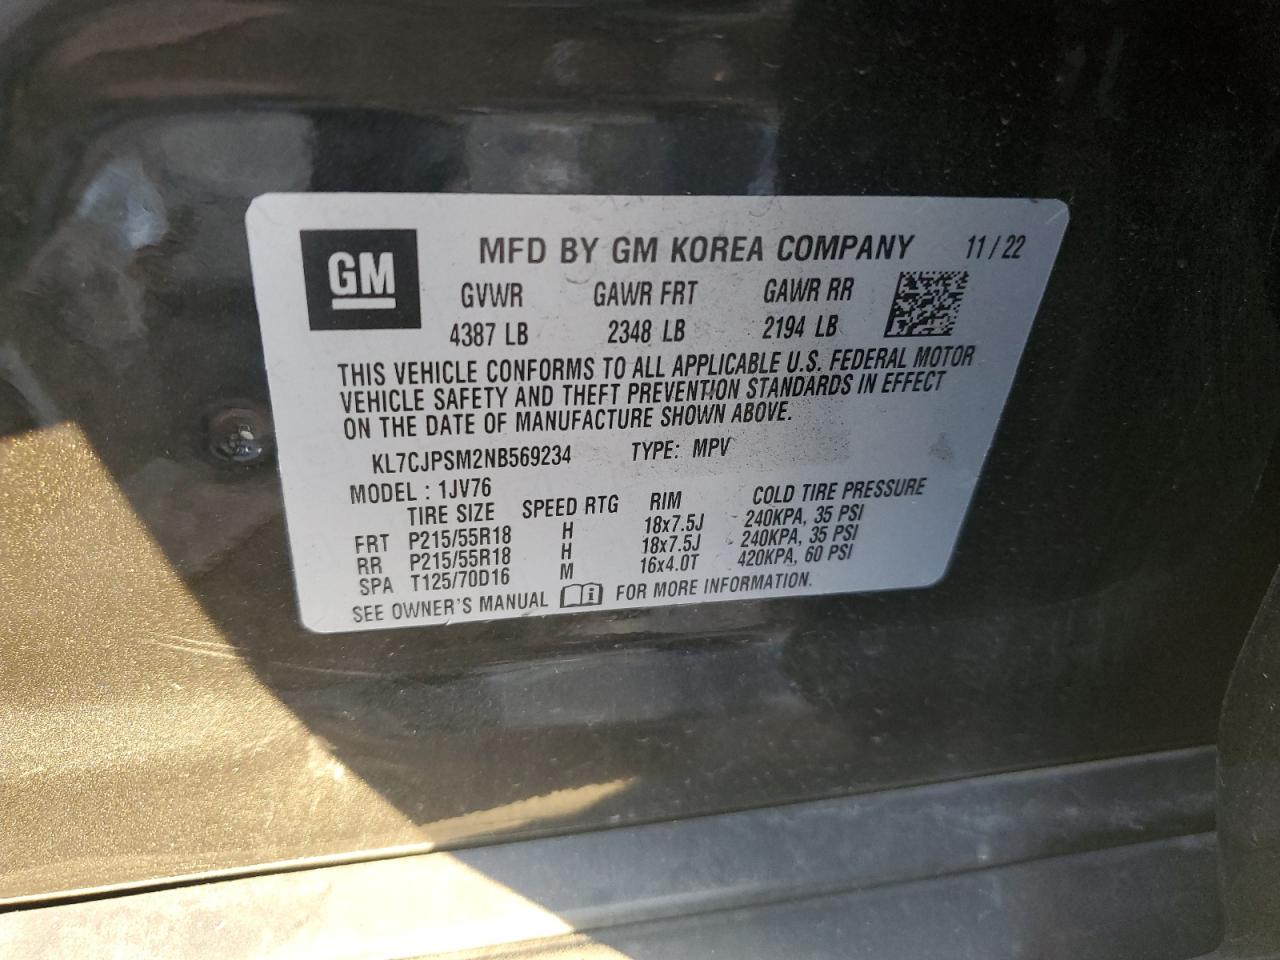 GM
MFD BY GM KOREA COMPANY 11/22
GVWR GAWR FRT GAWR RR
4387 LB 2348 LB 2194 LB
THIS VEHICLE CONFORMS TO ALL APPLICABLE U.S. FEDERAL MOTOR
VEHICLE SAFETY AND THEFT PREVENTION STANDARDS IN EFFECT
ON THE DATE OF MANUFACTURE SHOWN ABOVE.
KL7CJPSM2NB569234 TYPE: MPV
MODEL: 1JV76
TIRE SIZE SPEED RTG RIM COLD TIRE PRESSURE
FRT P215/55R18 H 18x7.5J 240KPA, 35 PSI
RR P215/55R18 H 18x7.5J 240KPA, 35 PSI
SPA T125/70D16 M 16x4.0T 420KPA, 60 PSI
SEE OWNER'S MANUAL FOR MORE INFORMATION.